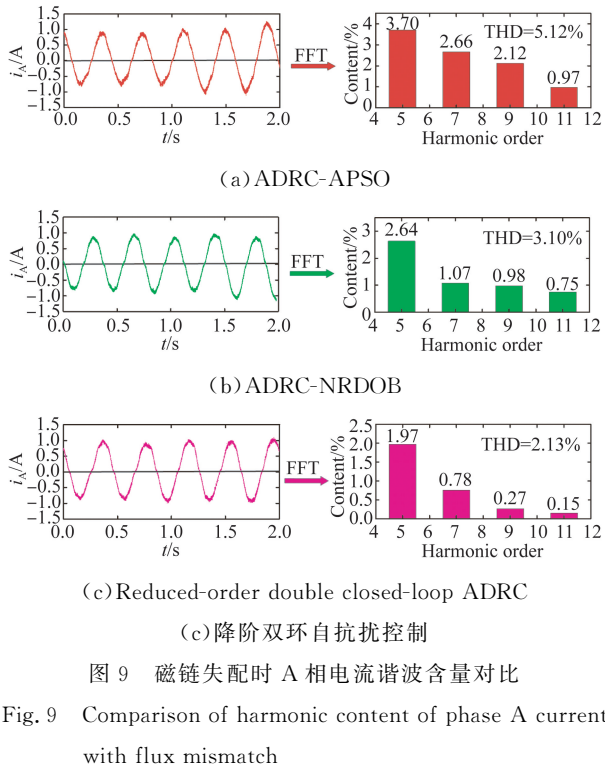 1.5
1.0
0.5
0.0
−0.5
−1.0
−1.5
i_A/A
0.0 0.5 1.0 1.5 2.0
t/s
FFT
4
3
2
1
0
Content/%
3.70
2.66
2.12
0.97
THD=5.12%
4 5 6 7 8 9 10 11 12
Harmonic order
(a)ADRC-APSO
1.5
1.0
0.5
0.0
−0.5
−1.0
−1.5
i_A/A
0.0 0.5 1.0 1.5 2.0
t/s
FFT
3
2
1
0
Content/%
2.64
1.07
0.98
0.75
THD=3.10%
4 5 6 7 8 9 10 11 12
Harmonic order
(b)ADRC-NRDOB
1.5
1.0
0.5
0.0
−0.5
−1.0
−1.5
i_A/A
0.0 0.5 1.0 1.5 2.0
t/s
FFT
2.5
2.0
1.5
1.0
0.5
0.0
Content/%
1.97
0.78
0.27
0.15
THD=2.13%
4 5 6 7 8 9 10 11 12
Harmonic order
(c)Reduced-order double closed-loop ADRC
(c)降阶双环自抗扰控制
图 9 磁链失配时 A 相电流谐波含量对比
Fig. 9 Comparison of harmonic content of phase A current
with flux mismatch